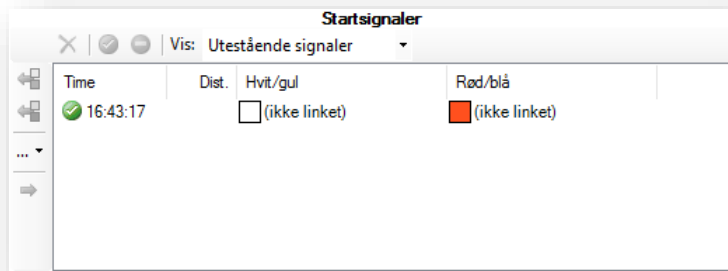 Startsignaler
Vis: Utestående signaler
Time Dist. Hvit/gul Rød/blå
16:43:17 (ikke linket) (ikke linket)
...